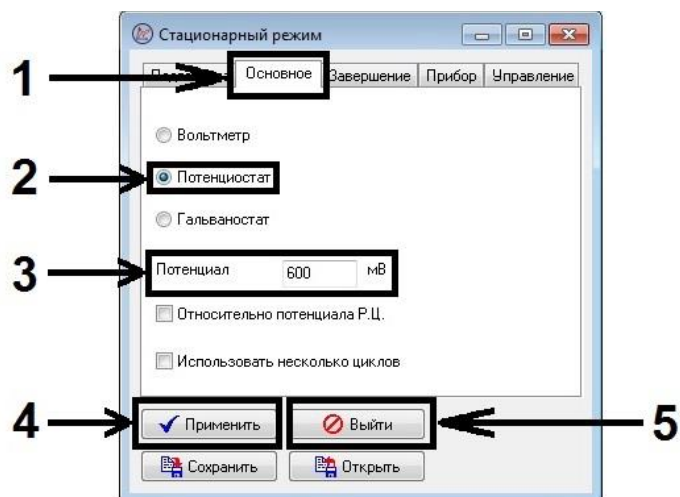 Стационарный режим
1
Основное Завершение Прибор Управление
Вольтметр
2
Потенциостат
Гальваностат
3
Потенциал 600 мВ
Относительно потенциала Р.Ц.
Использовать несколько циклов
4
Применить Выйти
5
Сохранить Открыть